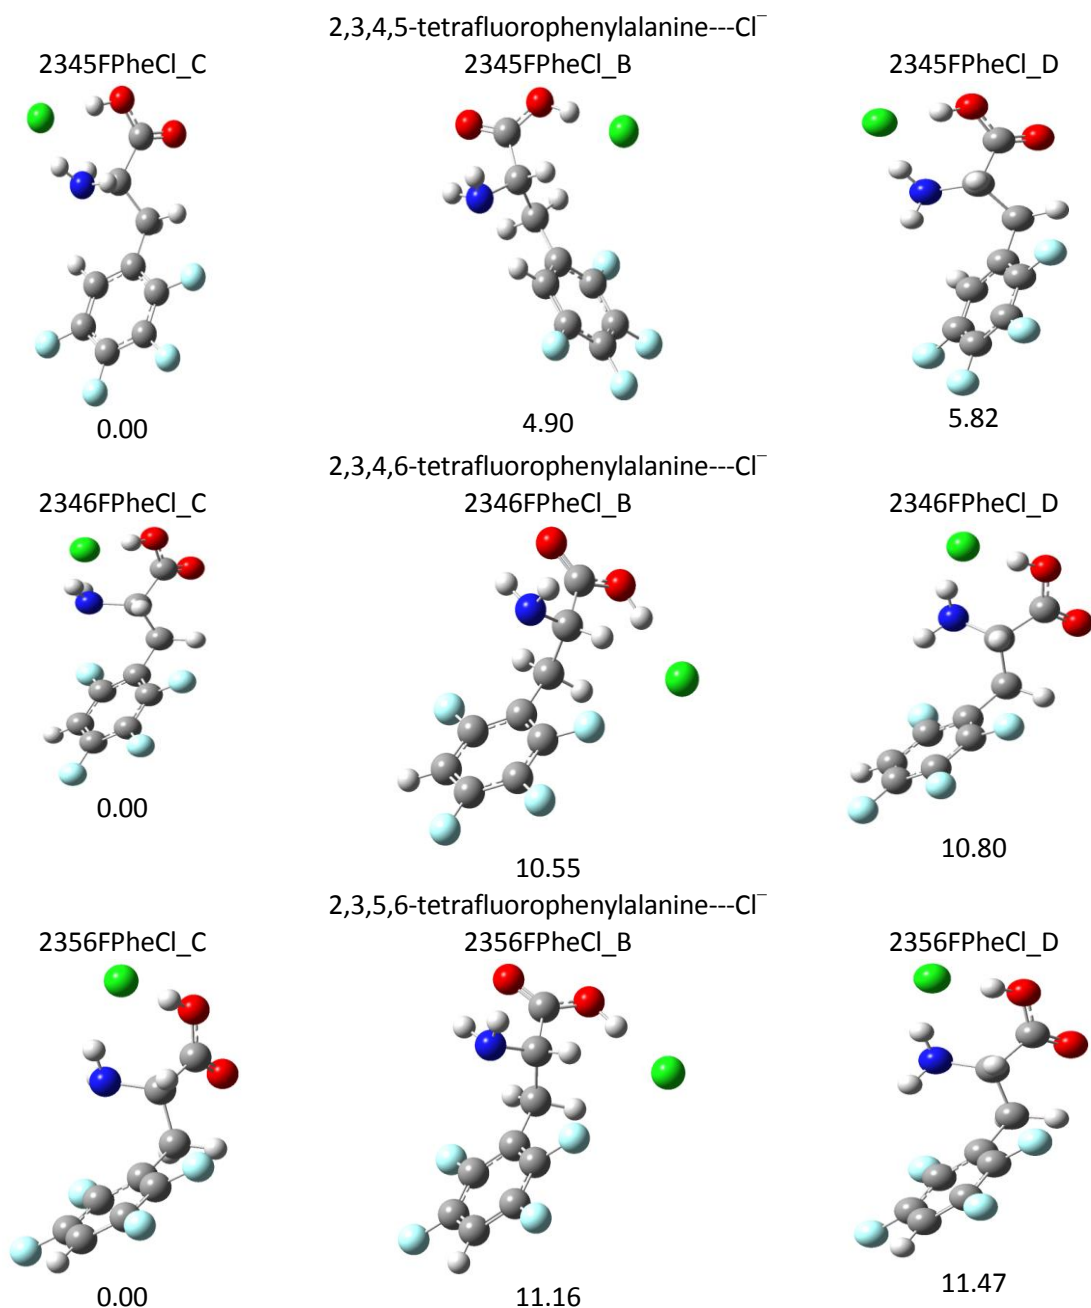 2,3,4,5-tetrafluorophenylalanine---Cl⁻
2345FPheCl_C 2345FPheCl_B 2345FPheCl_D
0.00 4.90 5.82
2,3,4,6-tetrafluorophenylalanine---Cl⁻
2346FPheCl_C 2346FPheCl_B 2346FPheCl_D
0.00 10.55 10.80
2,3,5,6-tetrafluorophenylalanine---Cl⁻
2356FPheCl_C 2356FPheCl_B 2356FPheCl_D
0.00 11.16 11.47